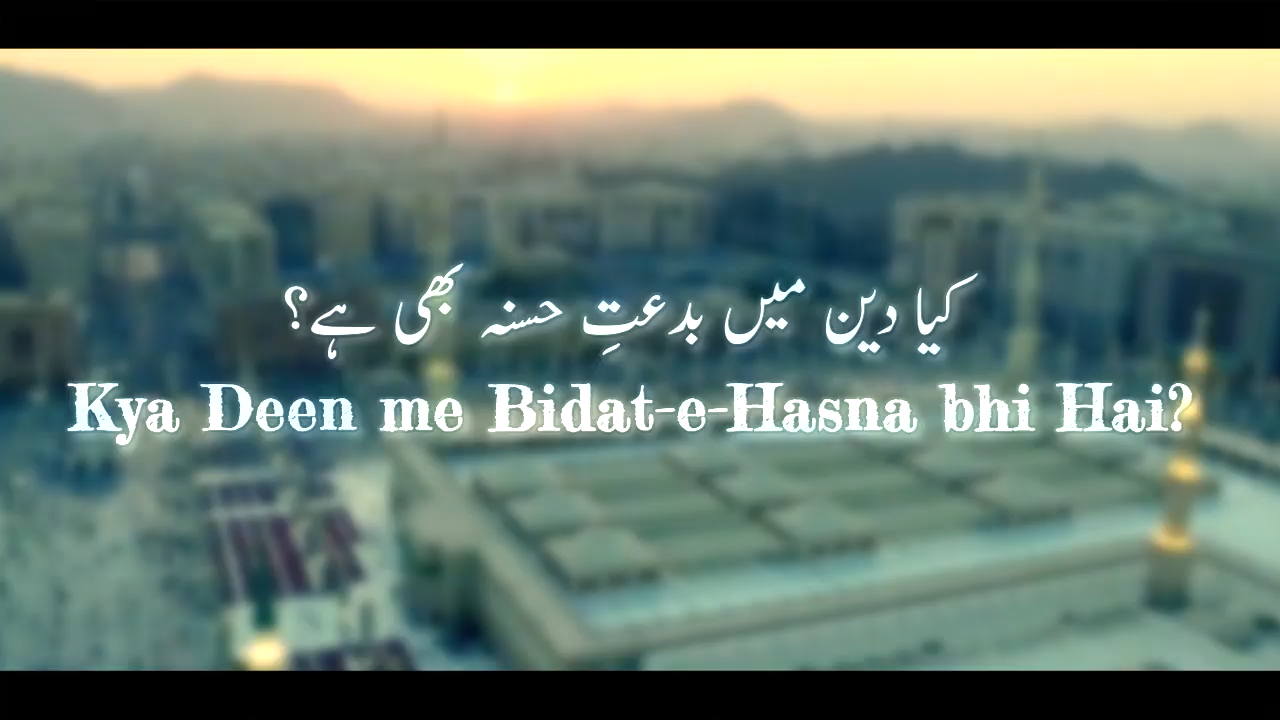 کیا دین میں بدعتِ حسنہ بھی ہے؟
Kya Deen me Bidat-e-Hasna bhi Hai?